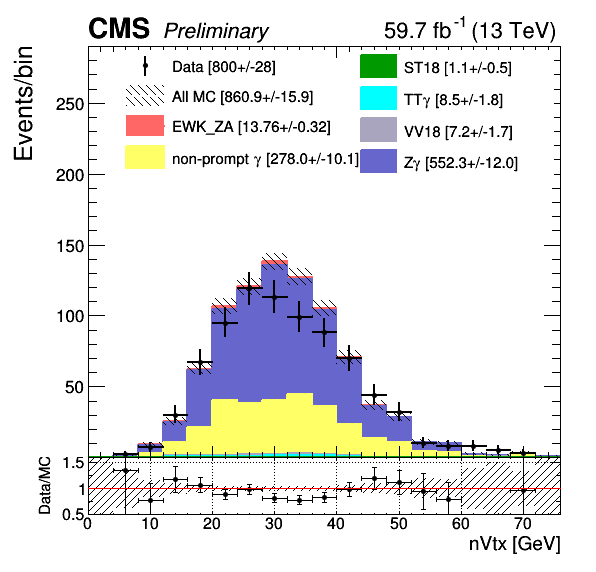 CMS Preliminary 59.7 fb⁻¹ (13 TeV)
Events/bin
Data [800+/-28]
All MC [860.9+/-15.9]
EWK_ZA [13.76+/-0.32]
non-prompt γ [278.0+/-10.1]
ST18 [1.1+/-0.5]
TTγ [8.5+/-1.8]
VV18 [7.2+/-1.7]
Zγ [552.3+/-12.0]
250
200
150
100
50
Data/MC
1.5
1
0.5
0 10 20 30 40 50 60 70
nVtx [GeV]